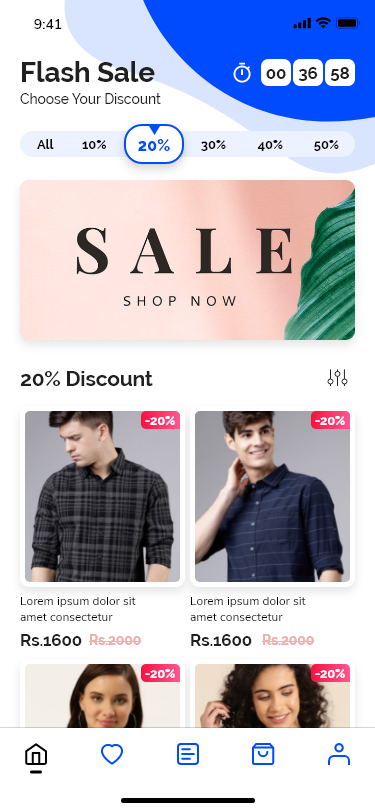 9:41
Flash Sale
00 36 58
Choose Your Discount
All 10% 20% 30% 40% 50%
SALE
SHOP NOW
20% Discount
-20% -20%
Lorem ipsum dolor sit Lorem ipsum dolor sit
amet consectetur amet consectetur
Rs.1600 Rs.2000 Rs.1600 Rs.2000
-20% -20%